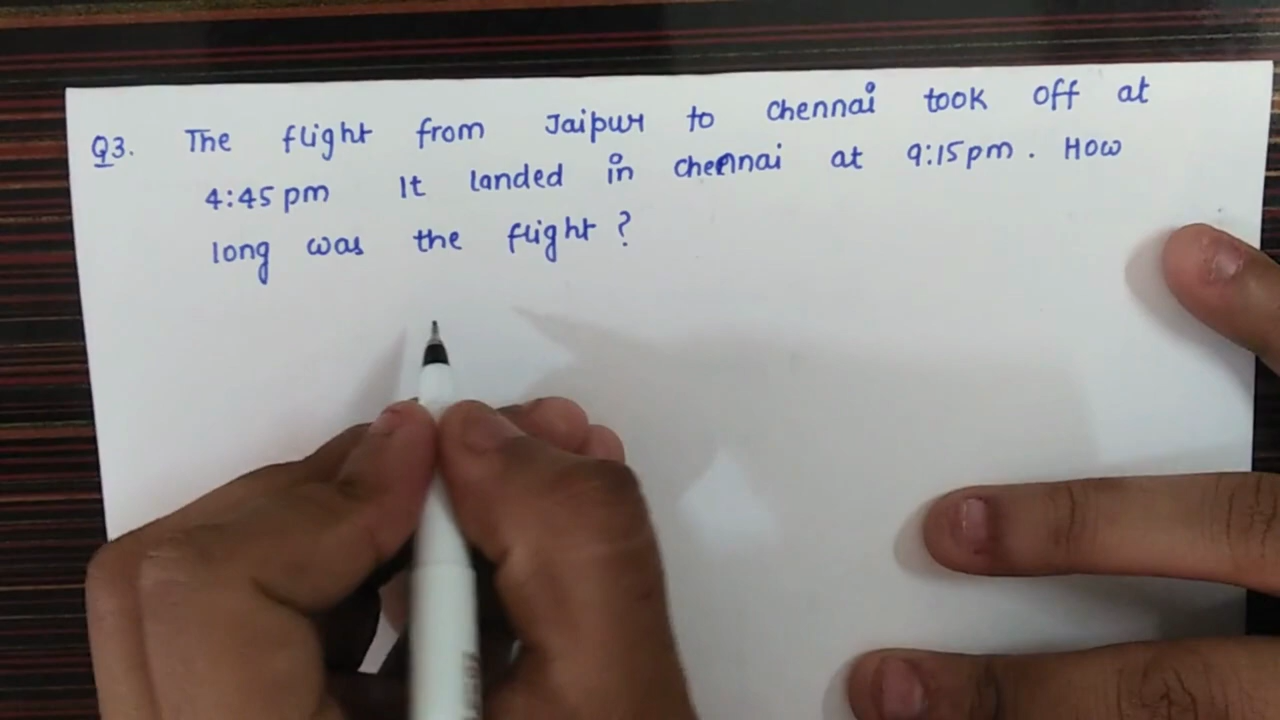 Q3. The flight from Jaipur to chennai took off at
4:45 pm It landed in chennai at 9:15 pm. How
long was the flight ?